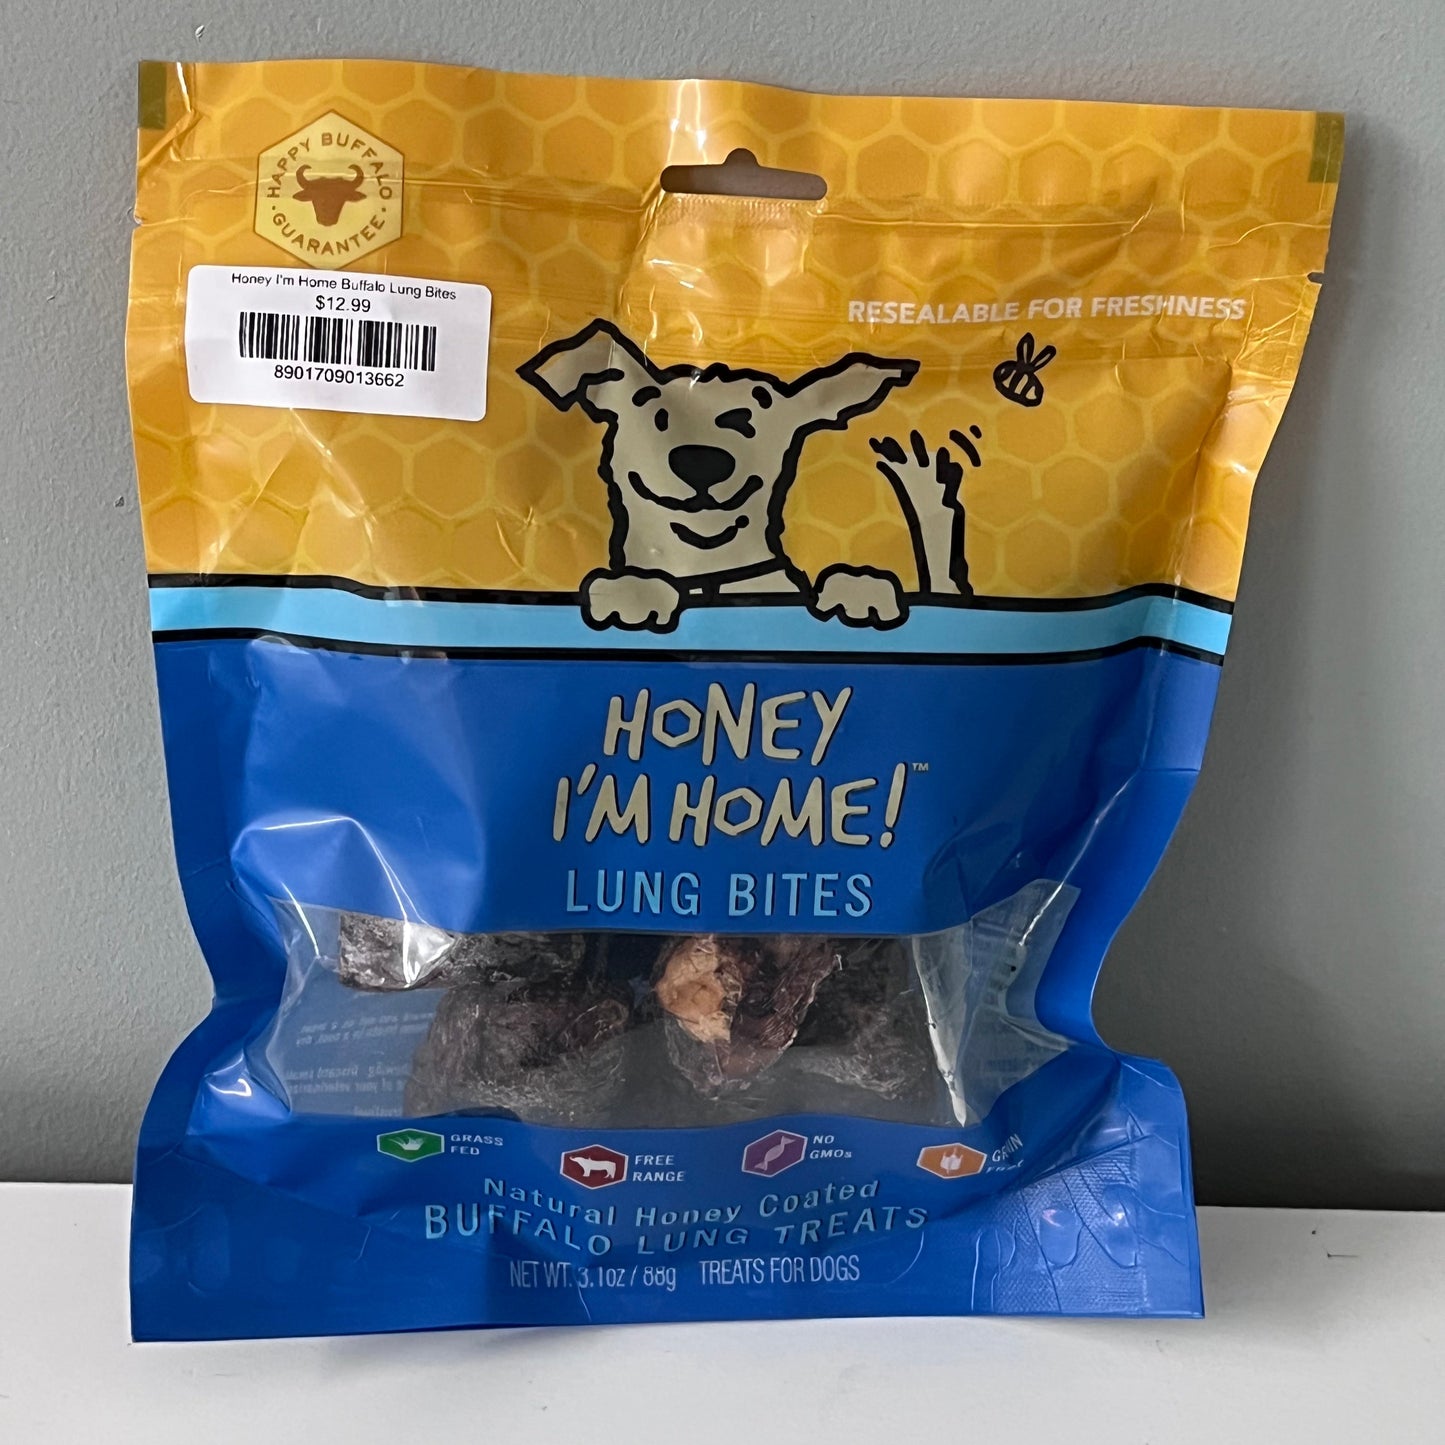 HAPPY BUFFALO
GUARANTEE
Honey I'm Home Buffalo Lung Bites
$12.99
8901709013662
RESEALABLE FOR FRESHNESS
HONEY
I'M HOME!™
LUNG BITES
GRASS
FED
FREE
RANGE
NO
GMOs
GRAIN
FREE
Natural Honey Coated
BUFFALO LUNG TREATS
NET WT. 3.1oz / 88g TREATS FOR DOGS